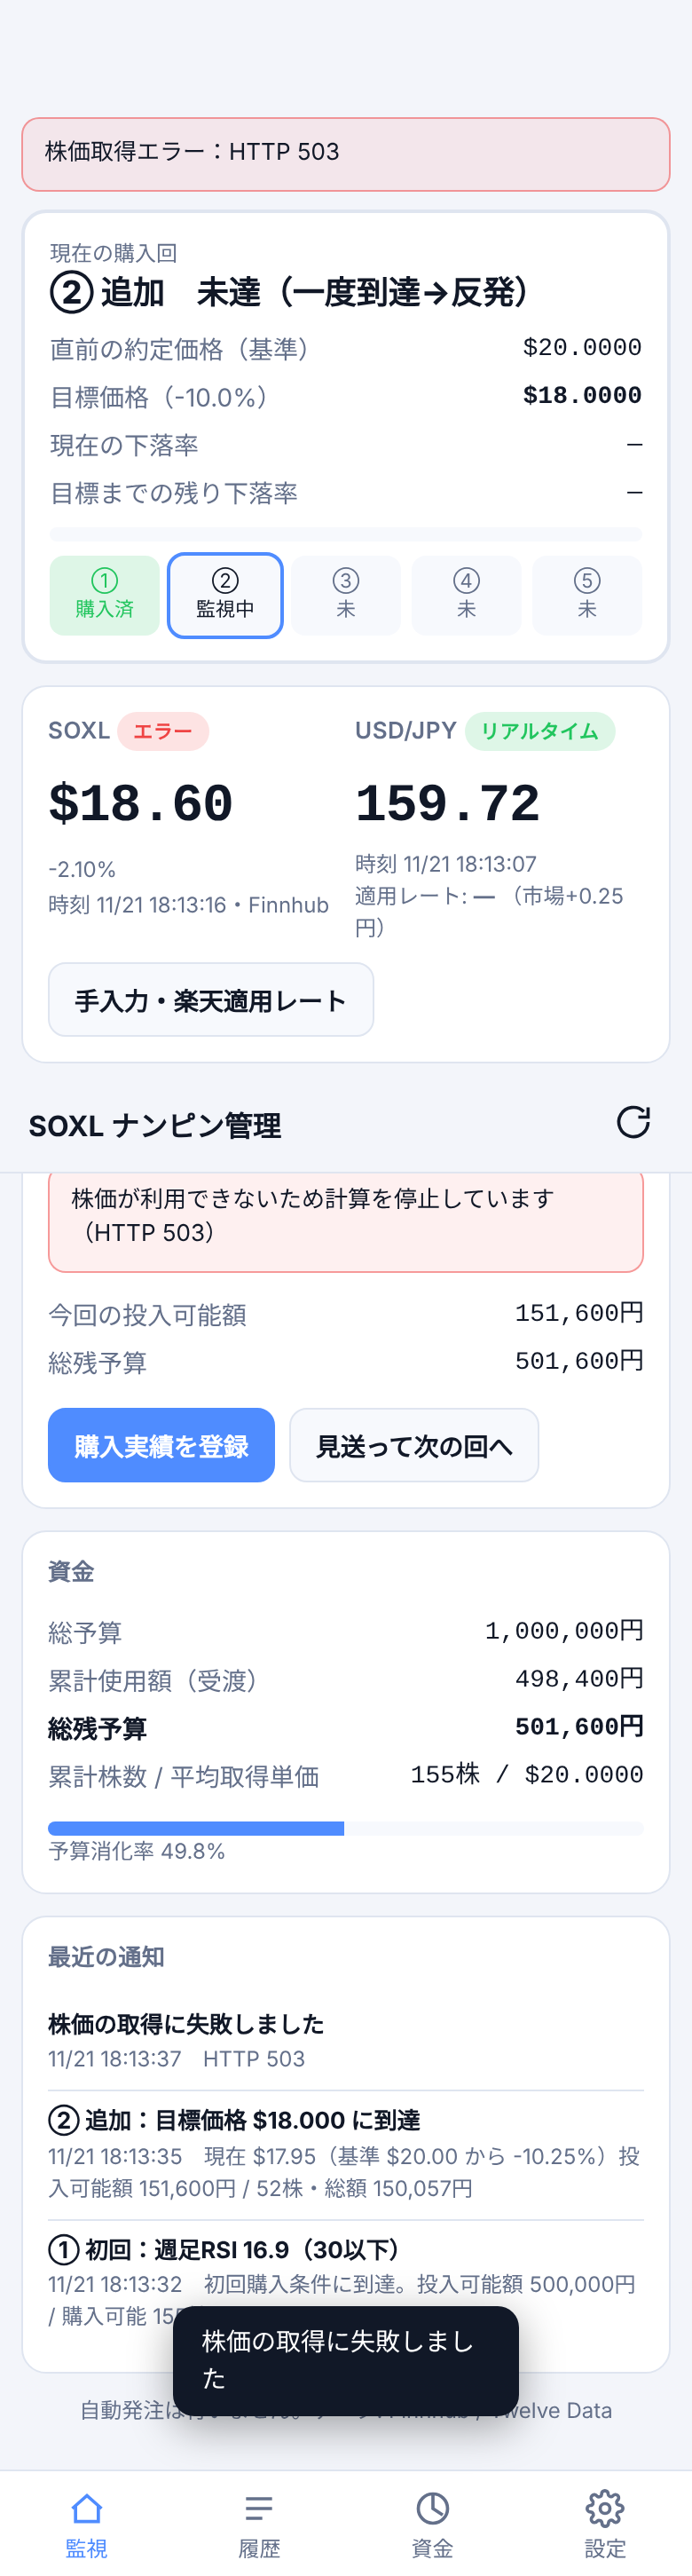 株価取得エラー：HTTP 503
現在の購入回
② 追加　未達（一度到達→反発）
直前の約定価格（基準） $20.0000
目標価格（-10.0%） $18.0000
現在の下落率 —
目標までの残り下落率 —
① ② ③ ④ ⑤
購入済 監視中 未 未 未
SOXL エラー USD/JPY リアルタイム
$18.60 159.72
-2.10%
時刻 11/21 18:13:16・Finnhub
時刻 11/21 18:13:07
適用レート: — （市場+0.25
円）
手入力・楽天適用レート
SOXL ナンピン管理
株価が利用できないため計算を停止しています
（HTTP 503）
今回の投入可能額 151,600円
総残予算 501,600円
購入実績を登録 見送って次の回へ
資金
総予算 1,000,000円
累計使用額（受渡） 498,400円
総残予算 501,600円
累計株数 / 平均取得単価 155株 / $20.0000
予算消化率 49.8%
最近の通知
株価の取得に失敗しました
11/21 18:13:37　HTTP 503
② 追加：目標価格 $18.000 に到達
11/21 18:13:35　現在 $17.95（基準 $20.00 から -10.25%）投
入可能額 151,600円 / 52株・総額 150,057円
① 初回：週足RSI 16.9（30以下）
11/21 18:13:32　初回購入条件に到達。投入可能額 500,000円
/ 購入可能
株価の取得に失敗しまし
た
自動発注は
監視 履歴 資金 設定